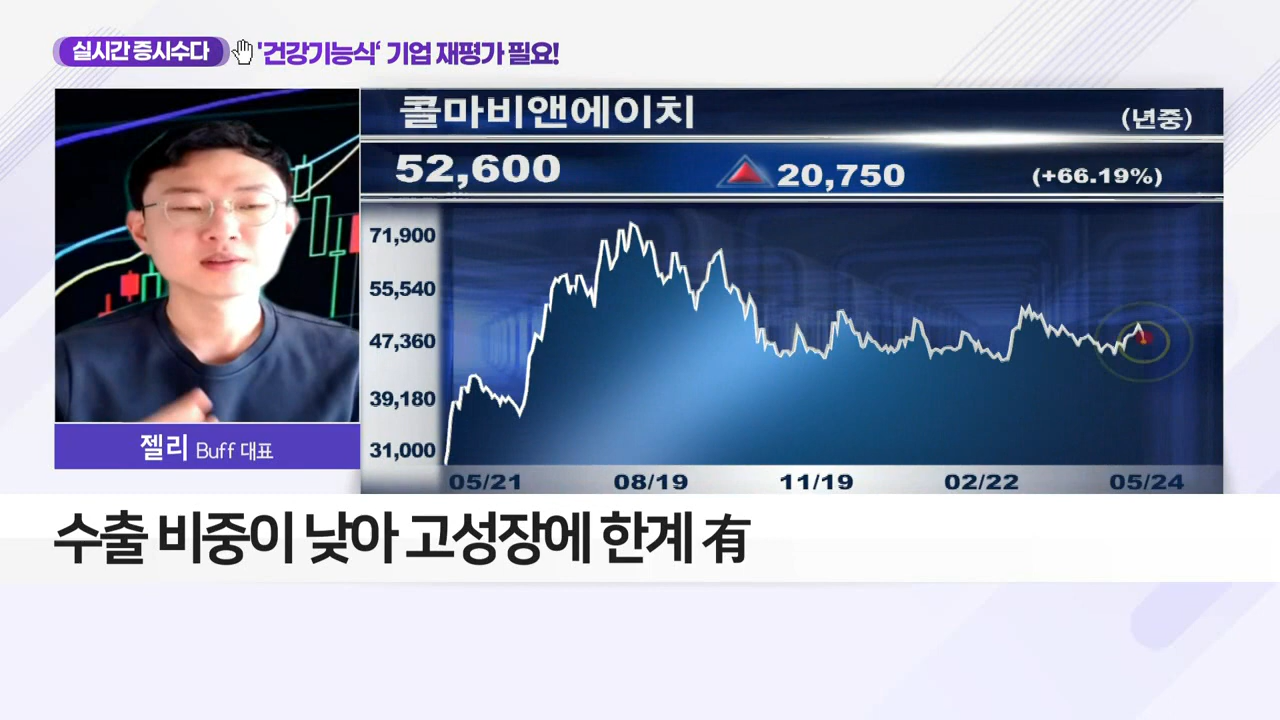 실시간 증시수다
'건강기능식‘ 기업 재평가 필요!
콜마비앤에이치
(년중)
52,600
20,750
(+66.19%)
71,900
55,540
47,360
39,180
31,000
05/21
08/19
11/19
02/22
05/24
1
젤리 Buff 대표
수출 비중이 낮아 고성장에 한계 有